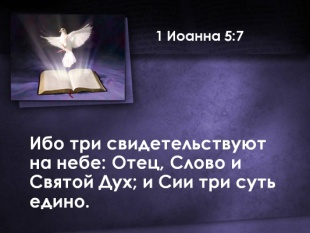 1 Иоанна 5:7
Ибо три свидетельствуют
на небе: Отец, Слово и
Святой Дух; и Сии три суть
едино.